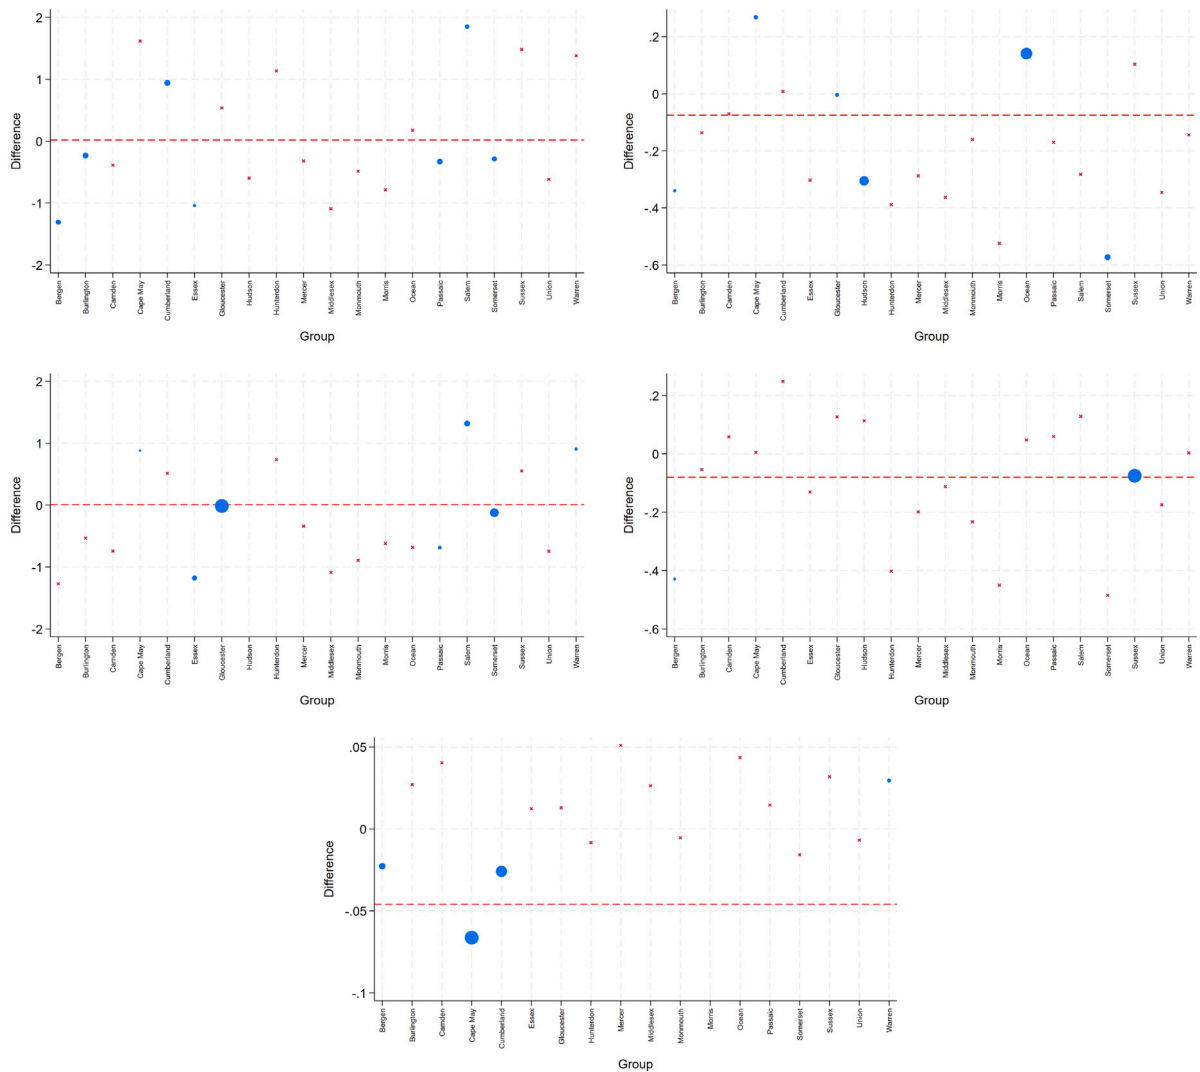 Difference
2
1
0
-1
-2
Bergen
Burlington
Camden
Cape May
Cumberland
Essex
Gloucester
Hudson
Hunterdon
Mercer
Middlesex
Monmouth
Morris
Ocean
Passaic
Salem
Somerset
Sussex
Union
Warren
Group
Difference
.2
0
-.2
-.4
-.6
Bergen
Burlington
Camden
Cape May
Cumberland
Essex
Gloucester
Hudson
Hunterdon
Mercer
Middlesex
Monmouth
Morris
Ocean
Passaic
Salem
Somerset
Sussex
Union
Warren
Group
Difference
2
1
0
-1
-2
Bergen
Burlington
Camden
Cape May
Cumberland
Essex
Gloucester
Hudson
Hunterdon
Mercer
Middlesex
Monmouth
Morris
Ocean
Passaic
Salem
Somerset
Sussex
Union
Warren
Group
Difference
.2
0
-.2
-.4
-.6
Bergen
Burlington
Camden
Cape May
Cumberland
Essex
Gloucester
Hudson
Hunterdon
Mercer
Middlesex
Monmouth
Morris
Ocean
Passaic
Salem
Somerset
Sussex
Union
Warren
Group
Difference
.05
0
-.05
-.1
Bergen
Burlington
Camden
Cape May
Cumberland
Essex
Gloucester
Hunterdon
Mercer
Middlesex
Monmouth
Morris
Ocean
Passaic
Somerset
Sussex
Union
Warren
Group